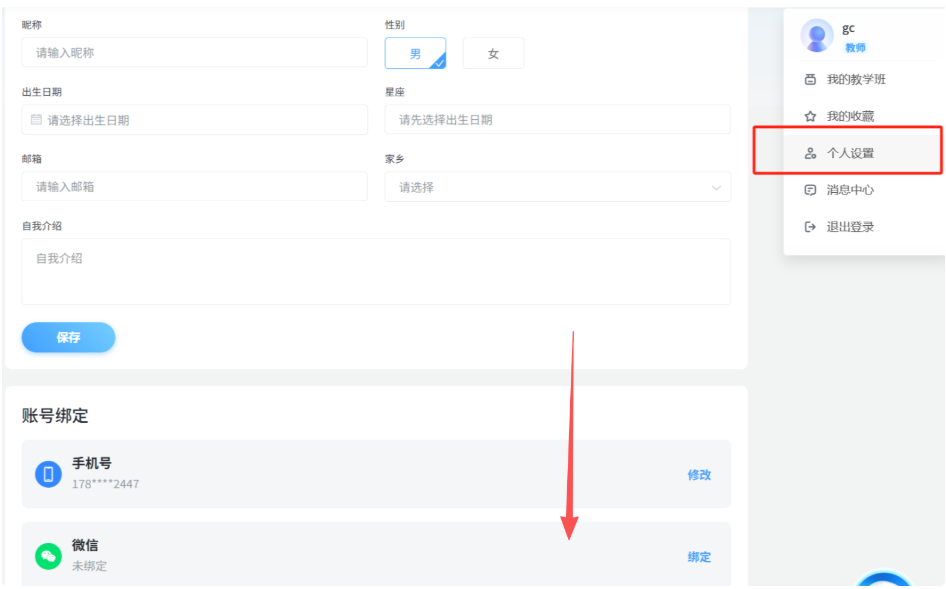 昵称
性别
请输入昵称
男
女
出生日期
星座
请选择出生日期
请先选择出生日期
邮箱
家乡
请输入邮箱
请选择
自我介绍
自我介绍
保存
账号绑定
手机号
178****2447
修改
微信
未绑定
绑定
gc
教师
我的教学班
我的收藏
个人设置
消息中心
退出登录